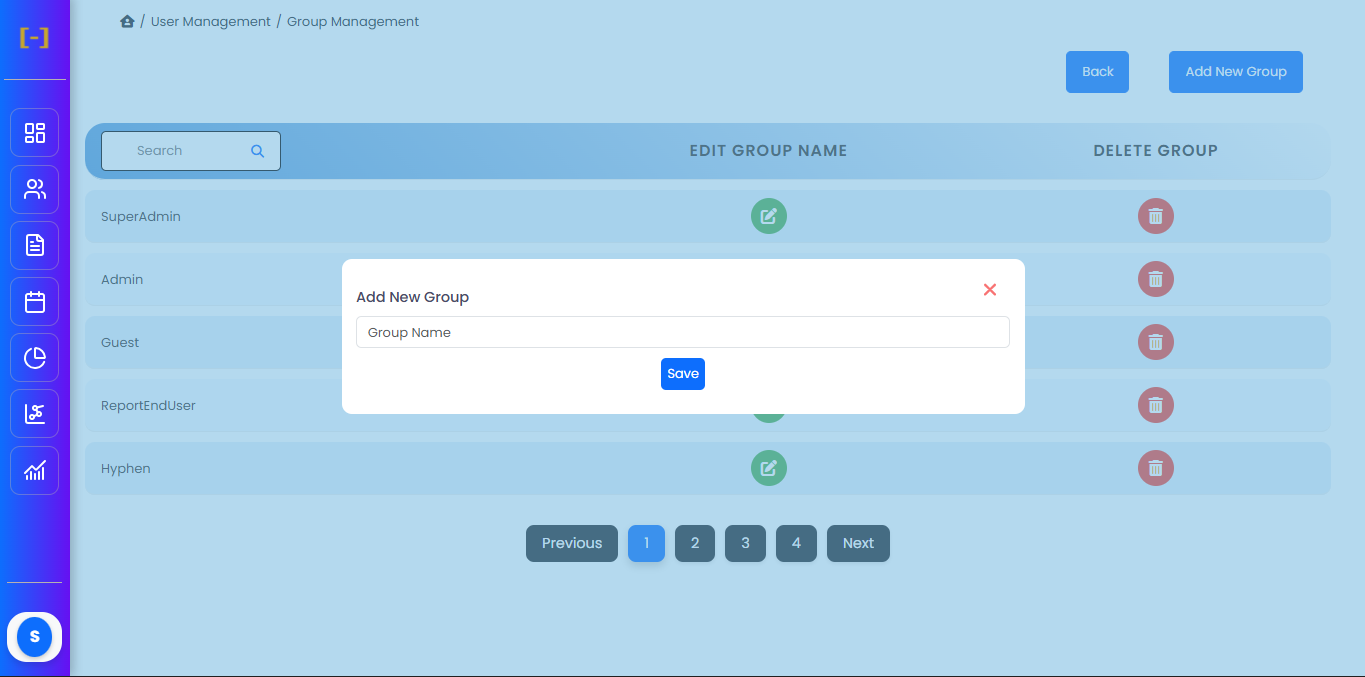 [-]
/ User Management / Group Management
Back
Add New Group
Search
EDIT GROUP NAME
DELETE GROUP
SuperAdmin
Admin
Guest
ReportEndUser
Hyphen
Add New Group
Group Name
Save
Previous 1 2 3 4 Next
S